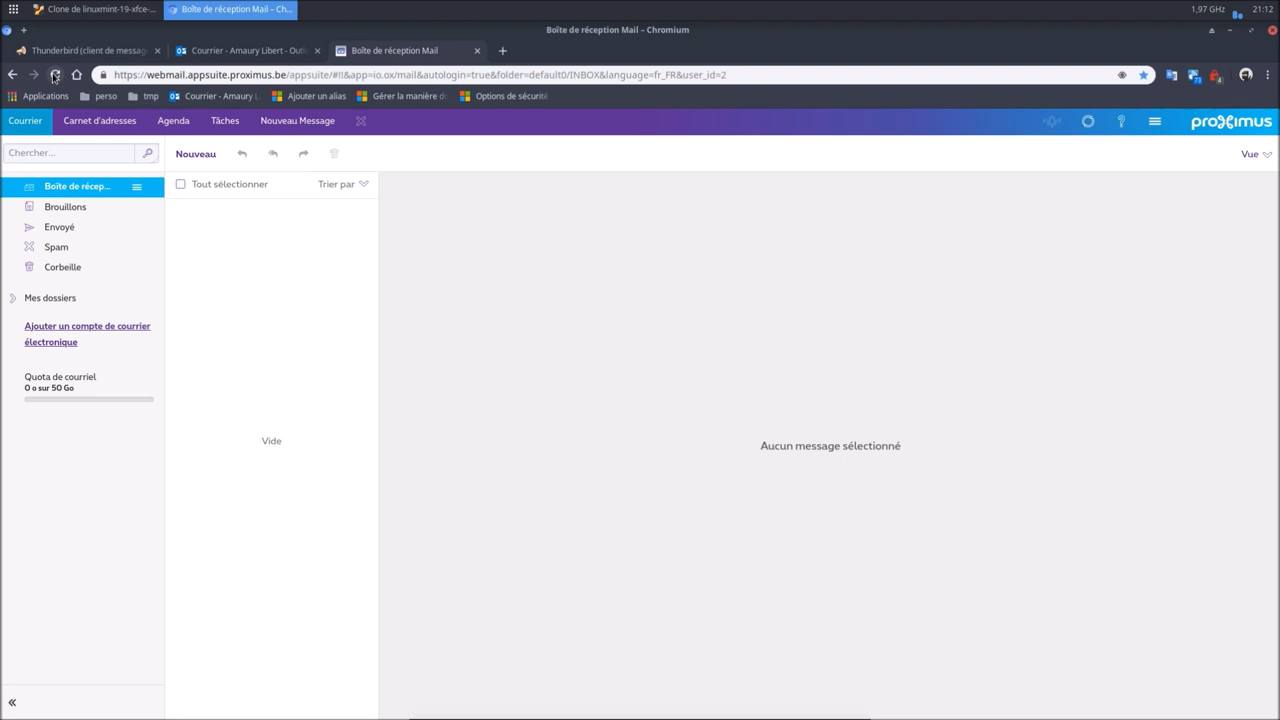 Clone de linuxmint-19-xfce-...
Boîte de réception Mail – Ch...
1,97 GHz
21:12
Boîte de réception Mail – Chromium
Thunderbird (client de messag
Courrier - Amaury Libert - Outl
Boîte de réception Mail
https://webmail.appsuite.proximus.be/appsuite/#!!&app=io.ox/mail&autologin=true&folder=default0/INBOX&language=fr_FR&user_id=2
Applications
perso
tmp
Courrier - Amaury L
Ajouter un alias
Gérer la manière d
Options de sécurit
Courrier
Carnet d'adresses
Agenda
Tâches
Nouveau Message
proximus
Chercher...
Nouveau
Vue
Boîte de récep...
Tout sélectionner
Trier par
Brouillons
Envoyé
Spam
Corbeille
Mes dossiers
Ajouter un compte de courrier
électronique
Quota de courriel
0 o sur 50 Go
Vide
Aucun message sélectionné